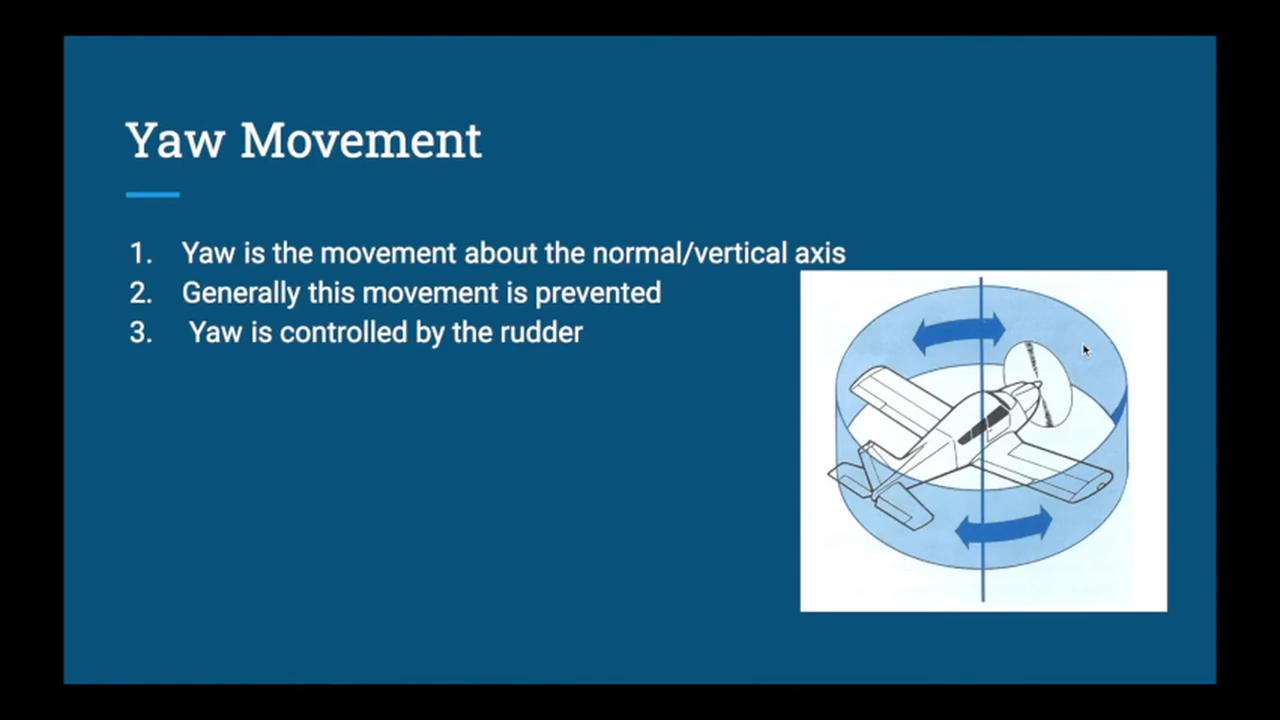 Yaw Movement
1. Yaw is the movement about the normal/vertical axis
2. Generally this movement is prevented
3. Yaw is controlled by the rudder